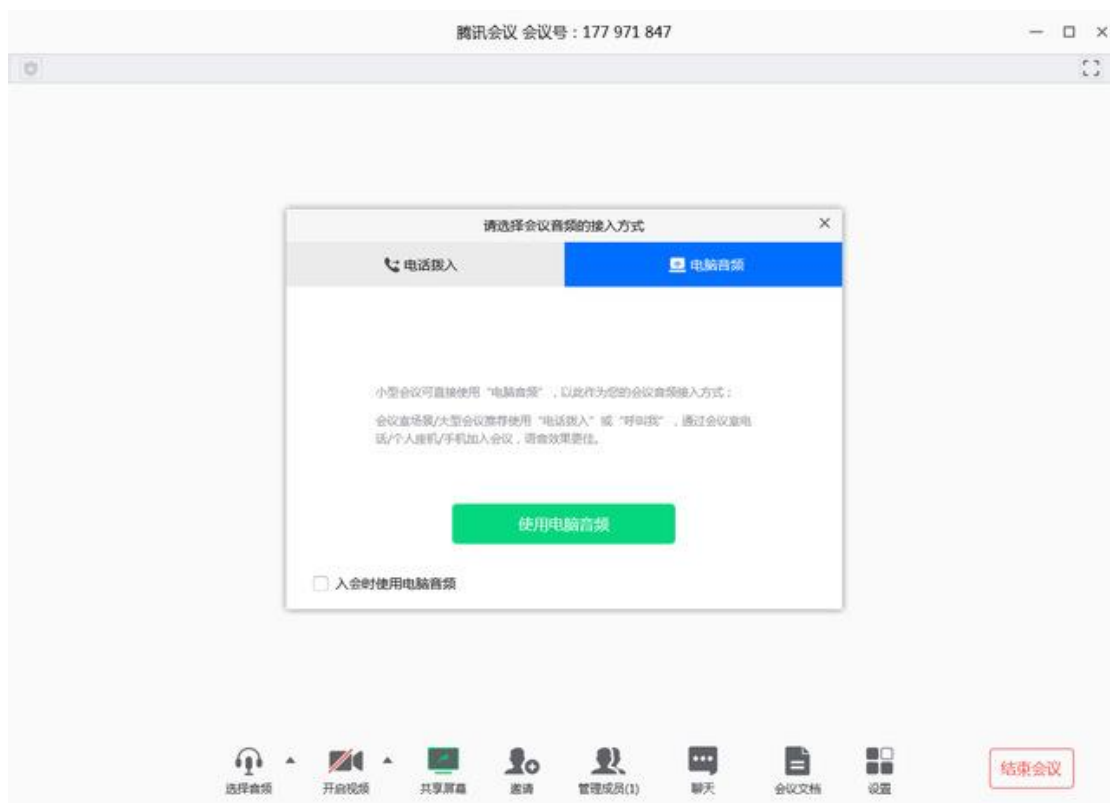 腾讯会议 会议号：177 971 847
请选择会议音频的接入方式
电话拨入
电脑音频
小型会议可直接使用“电脑音频”，以此作为您的会议音频接入方式；
会议室场景/大型会议推荐使用“电话拨入”或“呼叫我”，通过会议室电
话/个人座机/手机加入会议，语音效果更佳。
使用电脑音频
入会时使用电脑音频
选择音频 开启视频 共享屏幕 邀请 管理成员(1) 聊天 会议文档 设置 结束会议